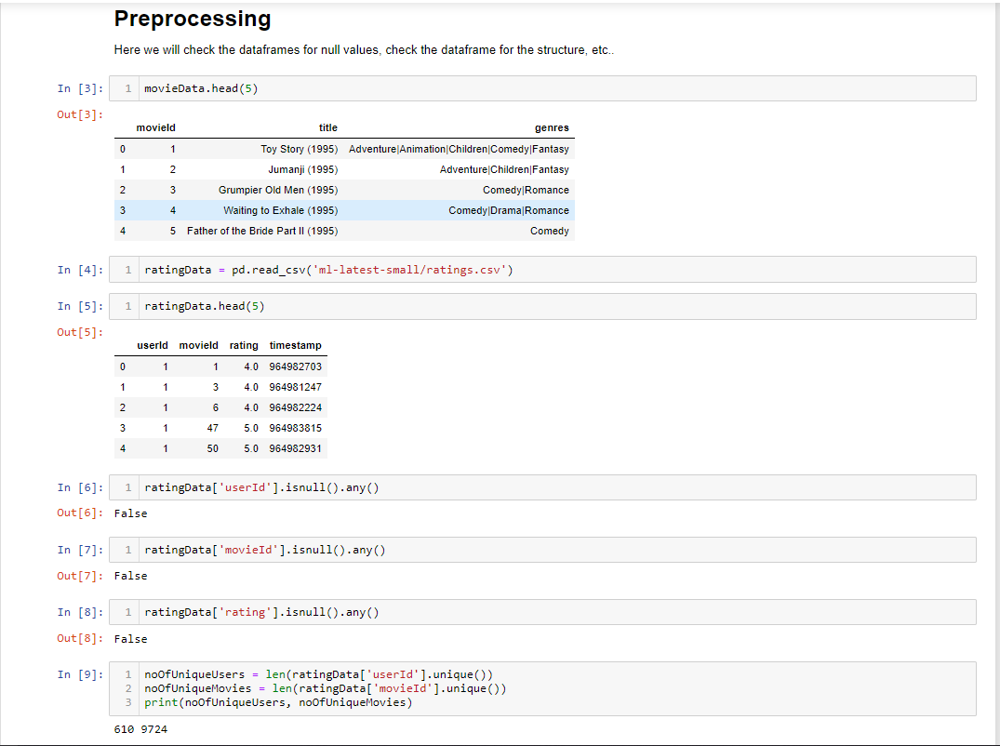 Preprocessing
Here we will check the dataframes for null values, check the dataframe for the structure, etc..
In [3]: 1 movieData.head(5)
Out[3]:
movieId title genres
0 1 Toy Story (1995) Adventure|Animation|Children|Comedy|Fantasy
1 2 Jumanji (1995) Adventure|Children|Fantasy
2 3 Grumpier Old Men (1995) Comedy|Romance
3 4 Waiting to Exhale (1995) Comedy|Drama|Romance
4 5 Father of the Bride Part II (1995) Comedy
In [4]: 1 ratingData = pd.read_csv('ml-latest-small/ratings.csv')
In [5]: 1 ratingData.head(5)
Out[5]:
userId movieId rating timestamp
0 1 1 4.0 964982703
1 1 3 4.0 964981247
2 1 6 4.0 964982224
3 1 47 5.0 964983815
4 1 50 5.0 964982931
In [6]: 1 ratingData['userId'].isnull().any()
Out[6]: False
In [7]: 1 ratingData['movieId'].isnull().any()
Out[7]: False
In [8]: 1 ratingData['rating'].isnull().any()
Out[8]: False
In [9]: 1 noOfUniqueUsers = len(ratingData['userId'].unique())
2 noOfUniqueMovies = len(ratingData['movieId'].unique())
3 print(noOfUniqueUsers, noOfUniqueMovies)
610 9724